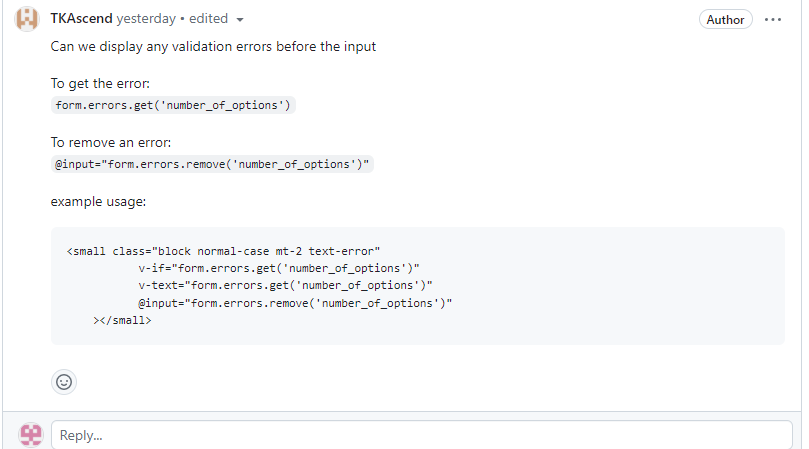 TKAscend yesterday • edited
Author
Can we display any validation errors before the input
To get the error:
form.errors.get('number_of_options')
To remove an error:
@input="form.errors.remove('number_of_options')"
example usage:
<small class="block normal-case mt-2 text-error"
v-if="form.errors.get('number_of_options')"
v-text="form.errors.get('number_of_options')"
@input="form.errors.remove('number_of_options')"
></small>
Reply...